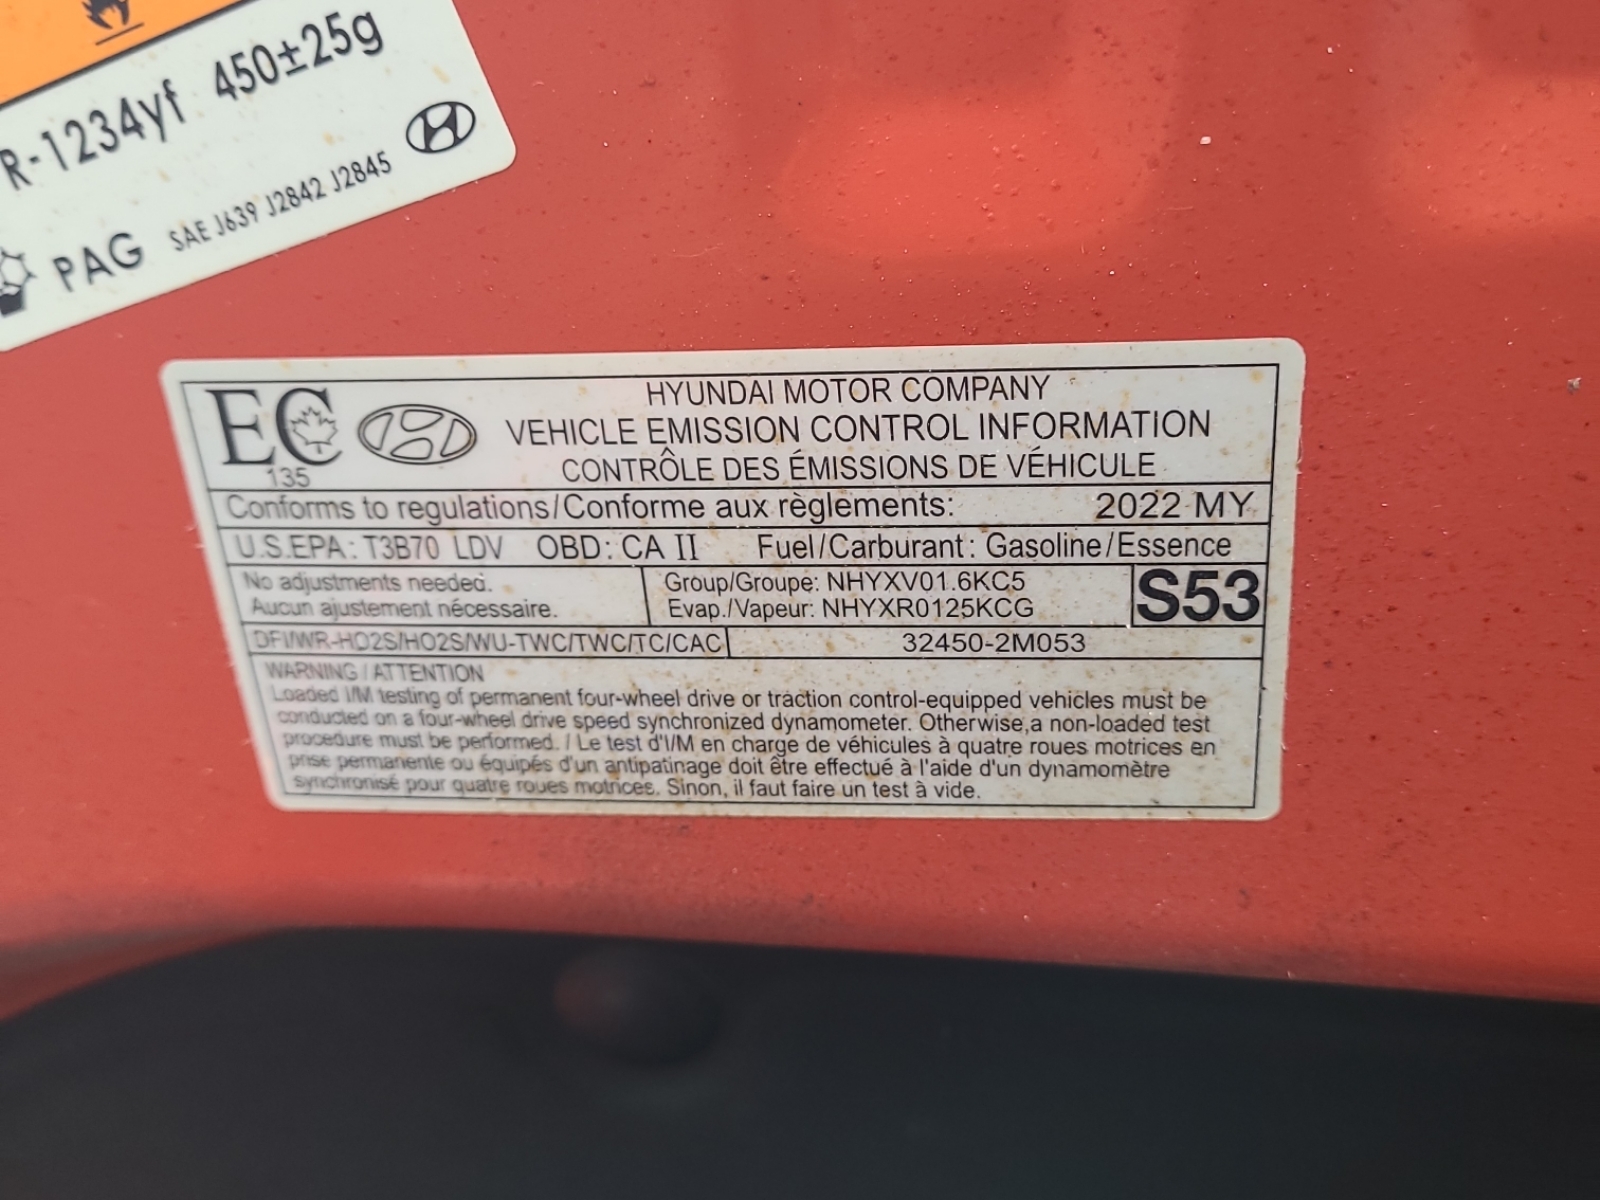 R-1234yf 450±25g
PAG SAE J639 J2842 J2845
EC
135
HYUNDAI MOTOR COMPANY
VEHICLE EMISSION CONTROL INFORMATION
CONTRÔLE DES ÉMISSIONS DE VÉHICULE
Conforms to regulations/Conforme aux règlements: 2022 MY
U.S.EPA: T3B70 LDV OBD: CA II Fuel/Carburant: Gasoline/Essence
No adjustments needed.
Aucun ajustement nécessaire.
Group/Groupe: NHYXV01.6KC5
Evap./Vapeur: NHYXR0125KCG
S53
DFI/WR-HO2S/HO2S/WU-TWC/TWC/TC/CAC 32450-2M053
WARNING / ATTENTION
Loaded I/M testing of permanent four-wheel drive or traction control-equipped vehicles must be
conducted on a four-wheel drive speed synchronized dynamometer. Otherwise,a non-loaded test
procedure must be performed. / Le test d'I/M en charge de véhicules à quatre roues motrices en
prise permanente ou équipés d'un antipatinage doit être effectué à l'aide d'un dynamomètre
synchronisé pour quatre roues motrices. Sinon, il faut faire un test à vide.